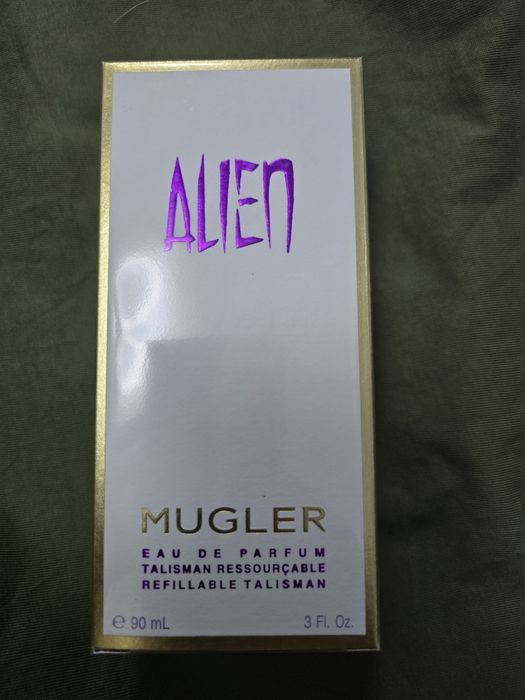 ALIEN
MUGLER
EAU DE PARFUM
TALISMAN RESSOURÇABLE
REFILLABLE TALISMAN
℮ 90 mL 3 Fl. Oz.